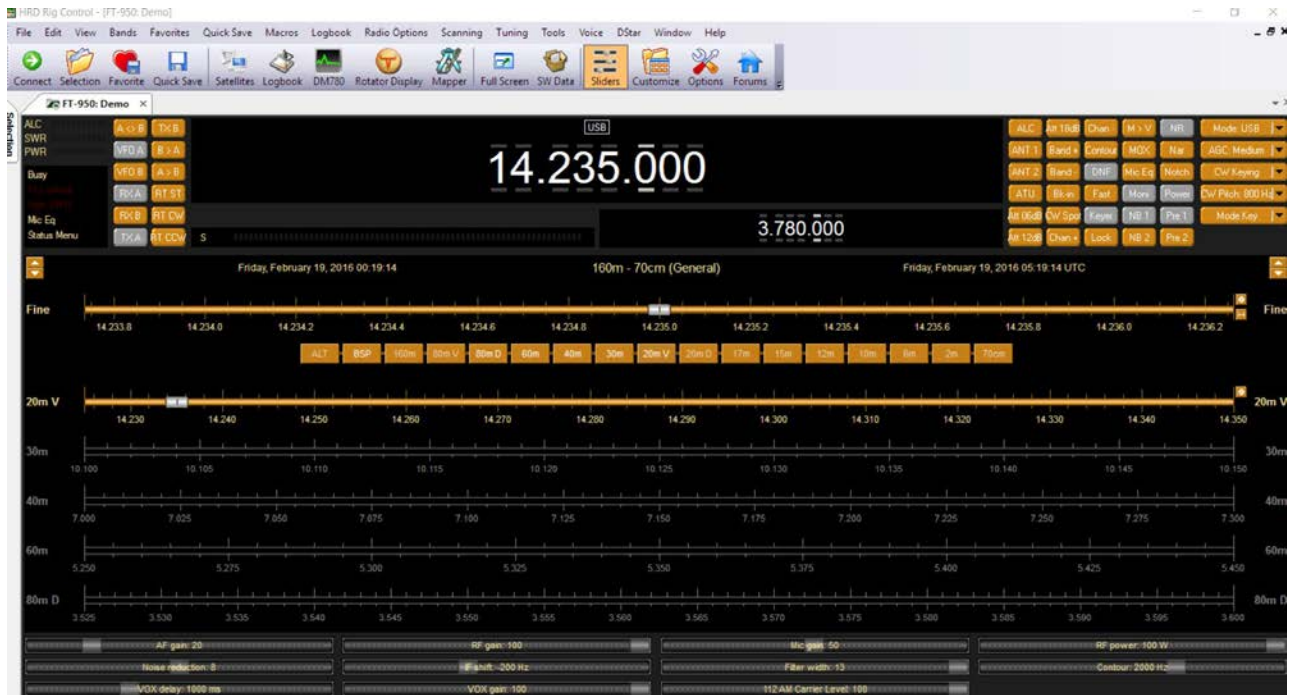 HRD Rig Control - [FT-950: Demo]
File Edit View Bands Favorites Quick Save Macros Logbook Radio Options Scanning Tuning Tools Voice DStar Window Help
Connect Selection Favorite Quick Save Satellites Logbook DM780 Rotator Display Mapper Full Screen SW Data Sliders Customize Options Forums
Selection
FT-950: Demo
ALC
SWR
PWR
Busy
Mic Eq
Status Menu
A <> B TX B
VFO A B > A
VFO B A > B
RX A RT ST
RX B RT CW
TX A RT CCW
S
USB
14.235.000
3.780.000
ALC Att 18dB Chan - M > V NR Mode: USB
ANT 1 Band + Contour MOX Nar AGC: Medium
ANT 2 Band - DNF Mic Eq Notch CW Keying
ATU Bk-in Fast Moni Power CW Pitch: 800 Hz
Att 06dB CW Spot Keyer NB 1 Pre 1 Mode Key
Att 12dB Chan + Lock NB 2 Pre 2
Friday, February 19, 2016 00:19:14 160m - 70cm (General) Friday, February 19, 2016 05:19:14 UTC
Fine Fine
14.233.8 14.234.0 14.234.2 14.234.4 14.234.6 14.234.8 14.235.0 14.235.2 14.235.4 14.235.6 14.235.8 14.236.0 14.236.2
ALT BSP 160m 80m V 80m D 60m 40m 30m 20m V 20m D 17m 15m 12m 10m 6m 2m 70cm
20m V 20m V
14.230 14.240 14.250 14.260 14.270 14.280 14.290 14.300 14.310 14.320 14.330 14.340 14.350
30m 30m
10.100 10.105 10.110 10.115 10.120 10.125 10.130 10.135 10.140 10.145 10.150
40m 40m
7.000 7.025 7.050 7.075 7.100 7.125 7.150 7.175 7.200 7.225 7.250 7.275 7.300
60m 60m
5.250 5.275 5.300 5.325 5.350 5.375 5.400 5.425 5.450
80m D 80m D
3.525 3.530 3.535 3.540 3.545 3.550 3.555 3.560 3.565 3.570 3.575 3.580 3.585 3.590 3.595 3.600
AF gain: 20 RF gain: 100 Mic gain: 50 RF power: 100 W
Noise reduction: 8 IF shift: -200 Hz Filter width: 13 Contour: 2000 Hz
VOX delay: 1000 ms VOX gain: 100 112 AM Carrier Level: 100